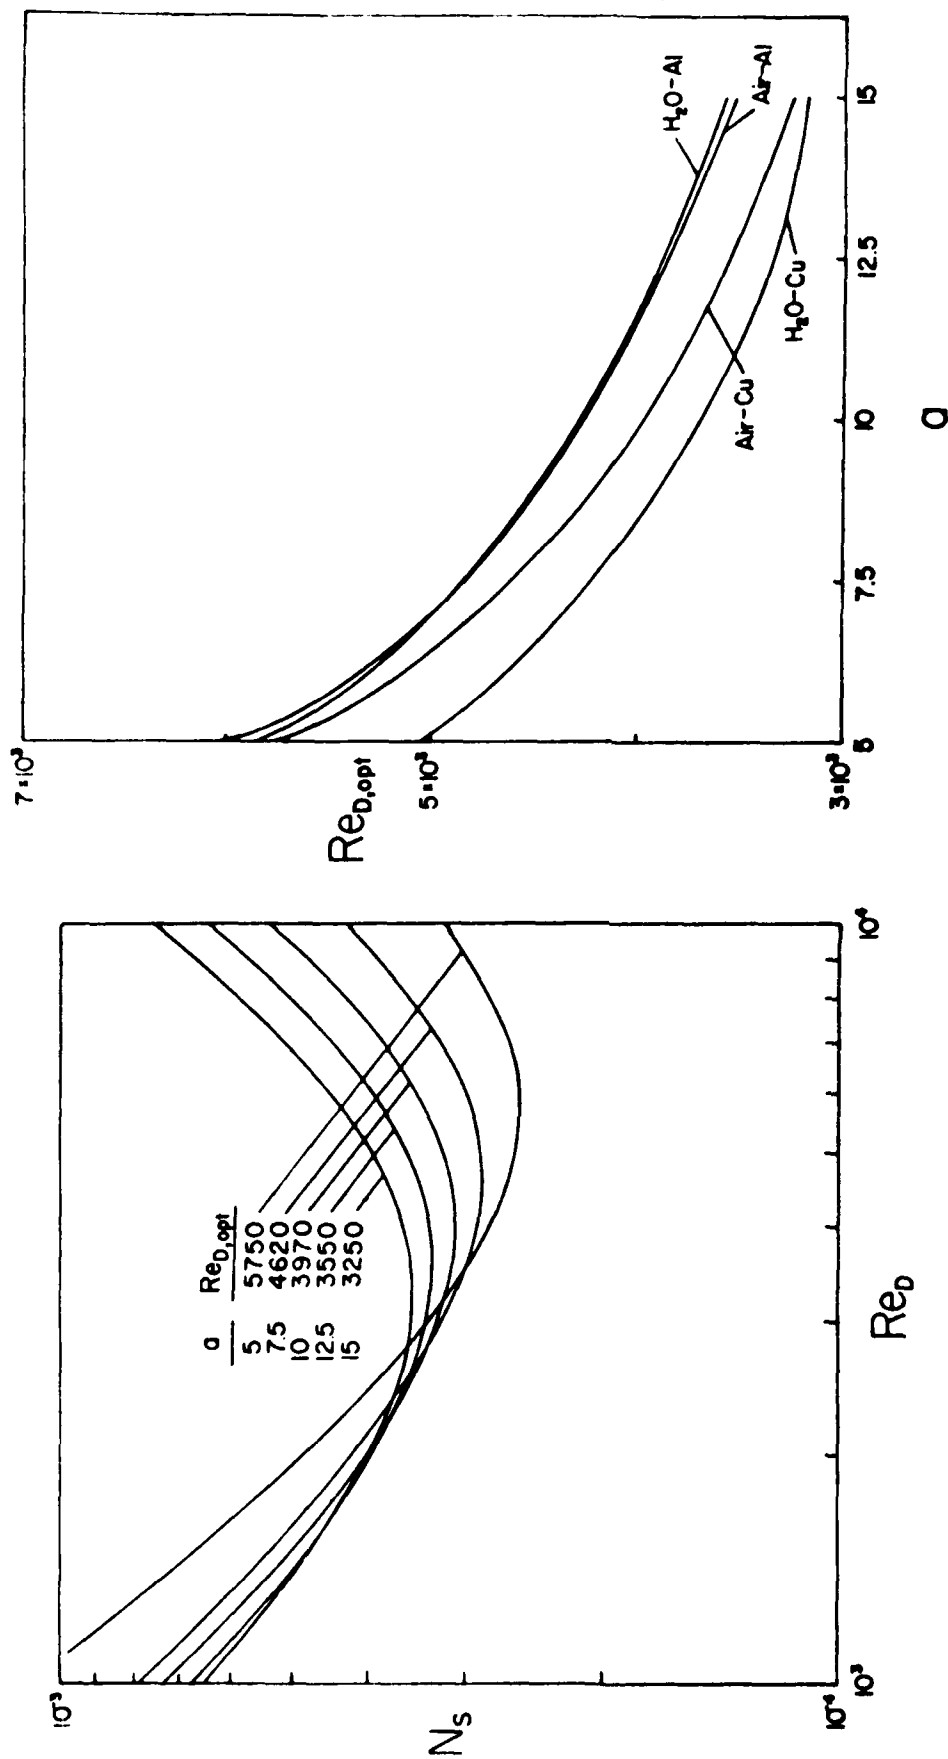 10⁻³
Nₛ
10⁻⁴
a Re_D,opt
5 5750
7.5 4620
10 3970
12.5 3550
15 3250
10³
10⁴
Re_D
7×10³
Re_D,opt
5×10³
3×10³
H₂O-Al
Air-Al
Air-Cu
H₂O-Cu
5
7.5
10
12.5
15
a